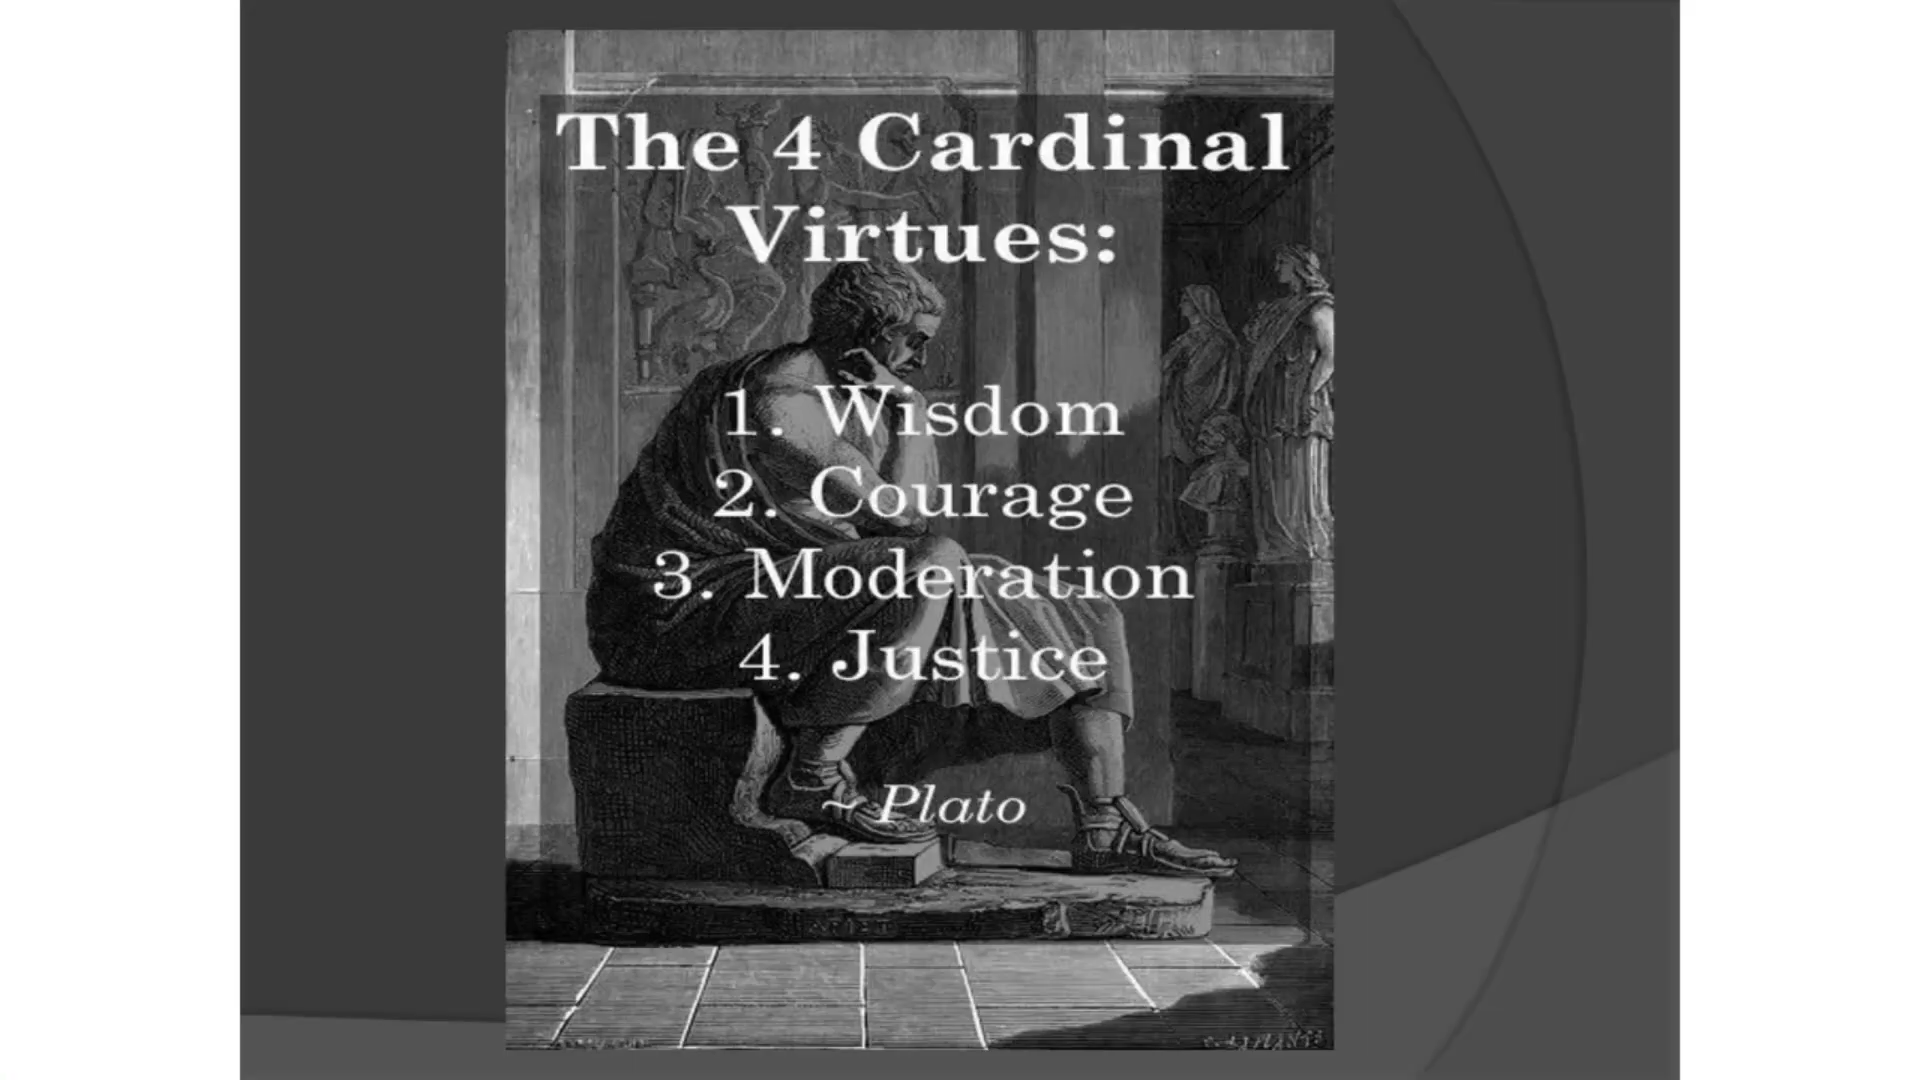 The 4 Cardinal
Virtues:
1. Wisdom
2. Courage
3. Moderation
4. Justice
~ Plato